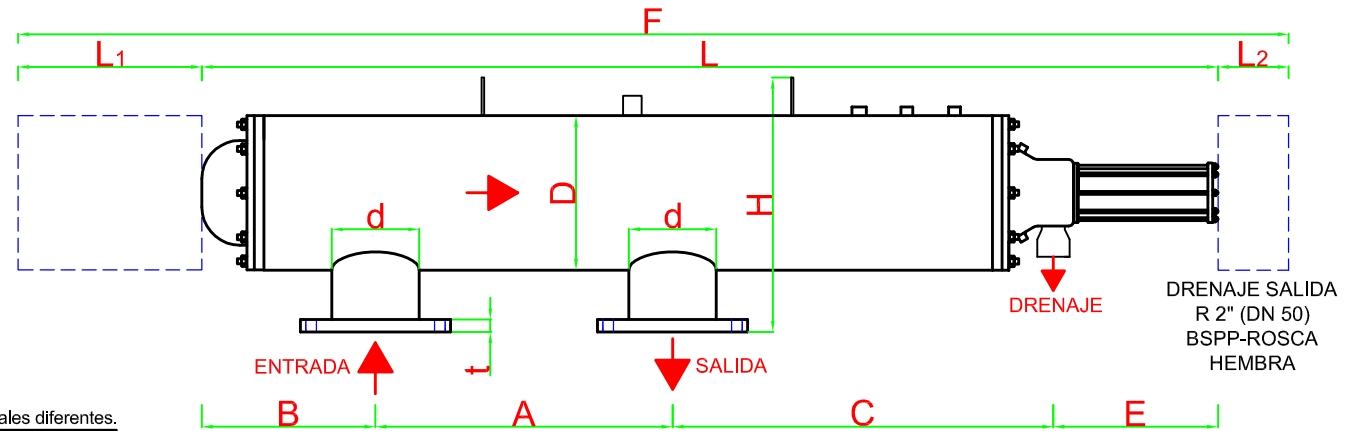 F
L1
L
L2
D
H
d
d
DRENAJE
DRENAJE SALIDA
R 2" (DN 50)
BSPP-ROSCA
HEMBRA
ENTRADA
t
SALIDA
ales diferentes.
B
A
C
E